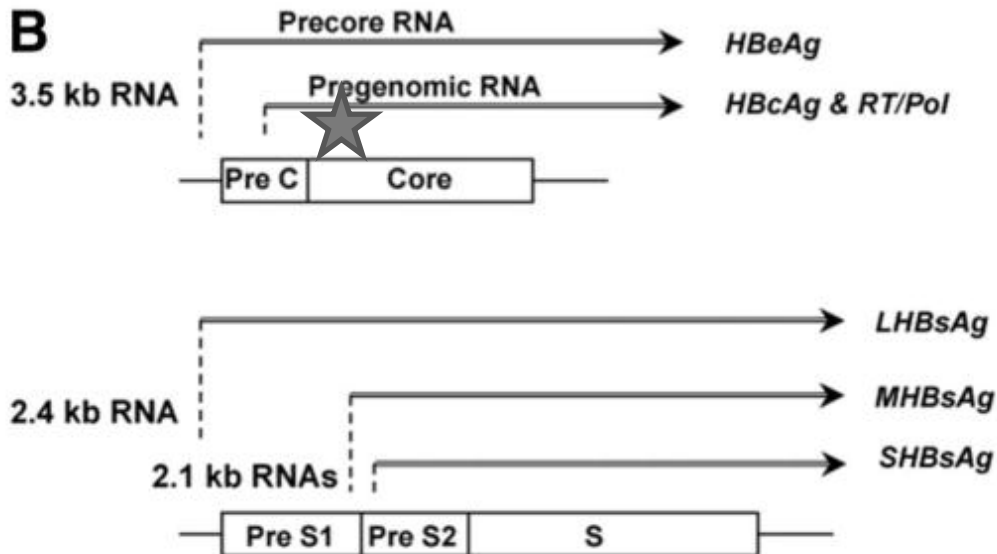 B
Precore RNA
HBeAg
3.5 kb RNA
Pregenomic RNA
HBcAg & RT/Pol
Pre C
Core
LHBsAg
2.4 kb RNA
MHBsAg
2.1 kb RNAs
SHBsAg
Pre S1
Pre S2
S